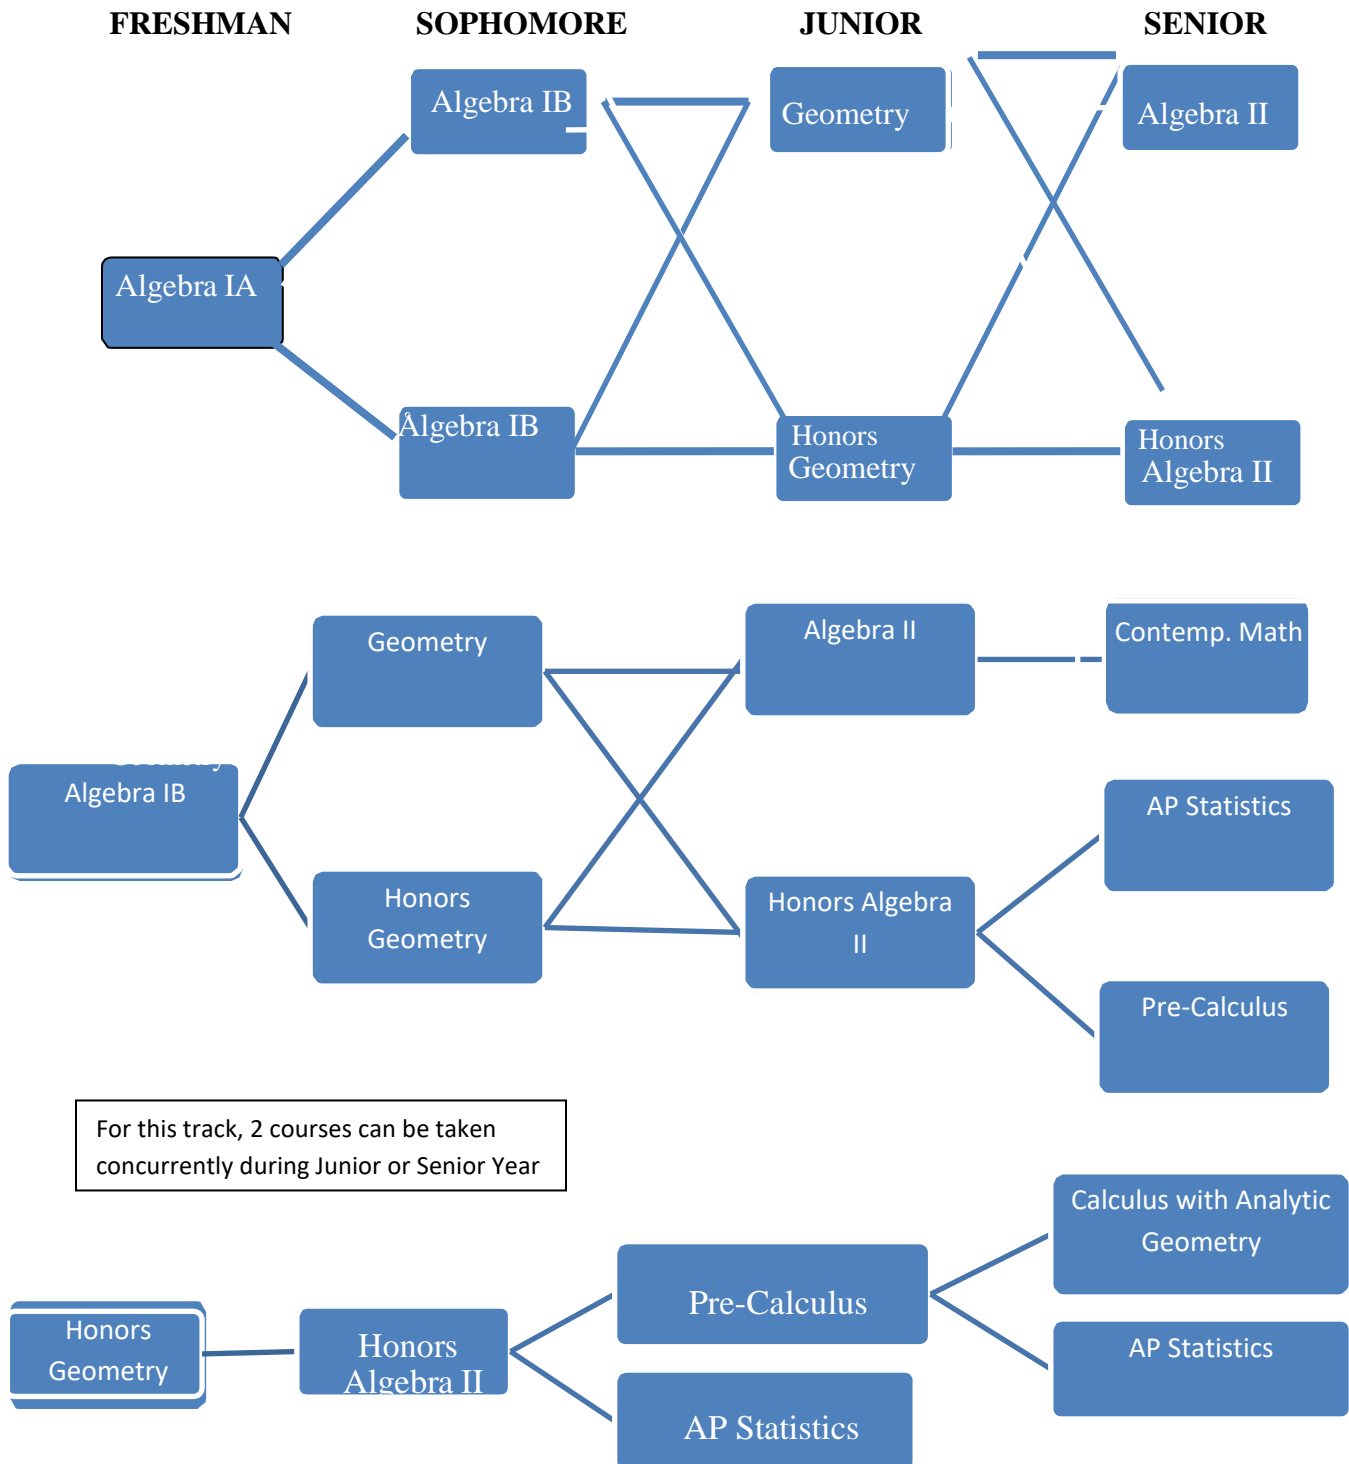 FRESHMAN SOPHOMORE JUNIOR SENIOR
Algebra IB
Geometry
Algebra II
Algebra IA
Algebra IB
Honors
Geometry
Honors
Algebra II
Geometry
Algebra II
Contemp. Math
Geometry
Algebra IB
AP Statistics
Honors
Geometry
Honors Algebra
II
Pre-Calculus
For this track, 2 courses can be taken
concurrently during Junior or Senior Year
Calculus with Analytic
Geometry
Pre-Calculus
Honors
Geometry
Honors
Algebra II
AP Statistics
AP Statistics